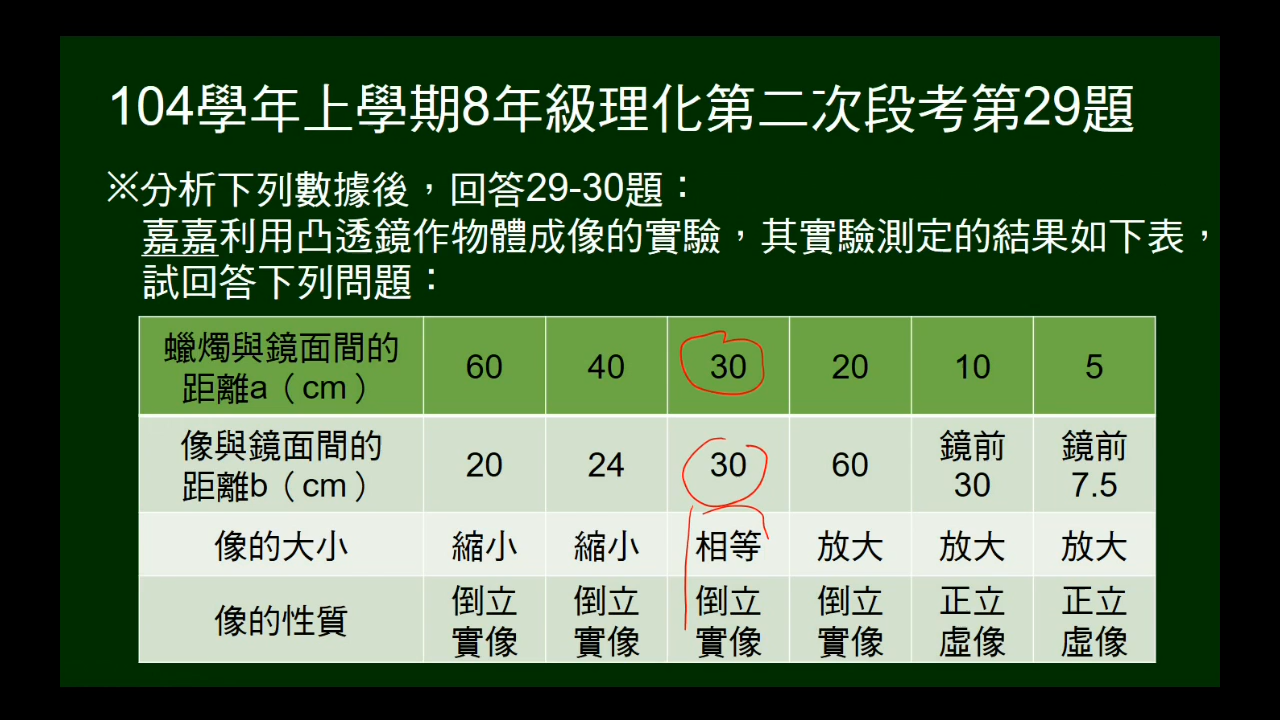 104學年上學期8年級理化第二次段考第29題
※分析下列數據後，回答29-30題：
嘉嘉利用凸透鏡作物體成像的實驗，其實驗測定的結果如下表，
試回答下列問題：
蠟燭與鏡面間的
距離a（cm）
60
40
30
20
10
5
像與鏡面間的
距離b（cm）
20
24
30
60
鏡前
30
鏡前
7.5
像的大小
縮小
縮小
相等
放大
放大
放大
像的性質
倒立
實像
倒立
實像
倒立
實像
倒立
實像
正立
虛像
正立
虛像